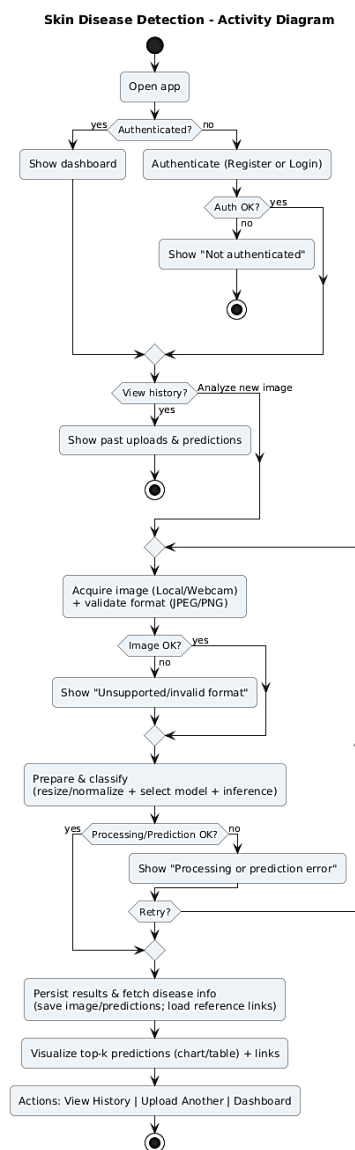 Skin Disease Detection - Activity Diagram
Open app
Authenticated?
yes
no
Show dashboard
Authenticate (Register or Login)
Auth OK?
yes
no
Show "Not authenticated"
View history?
Analyze new image
yes
Show past uploads & predictions
Acquire image (Local/Webcam)
+ validate format (JPEG/PNG)
Image OK?
yes
no
Show "Unsupported/invalid format"
Prepare & classify
(resize/normalize + select model + inference)
yes
Processing/Prediction OK?
no
Show "Processing or prediction error"
Retry?
Persist results & fetch disease info
(save image/predictions; load reference links)
Visualize top-k predictions (chart/table) + links
Actions: View History | Upload Another | Dashboard